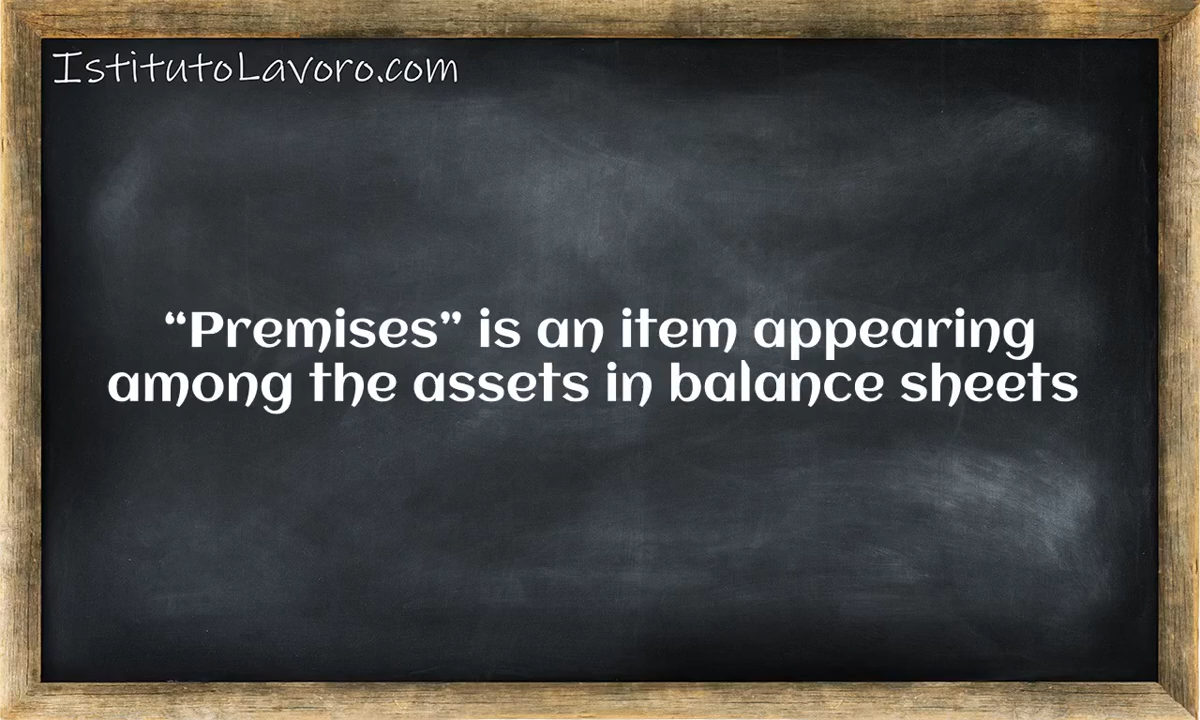 IstitutoLavoro.com
“Premises” is an item appearing
among the assets in balance sheets